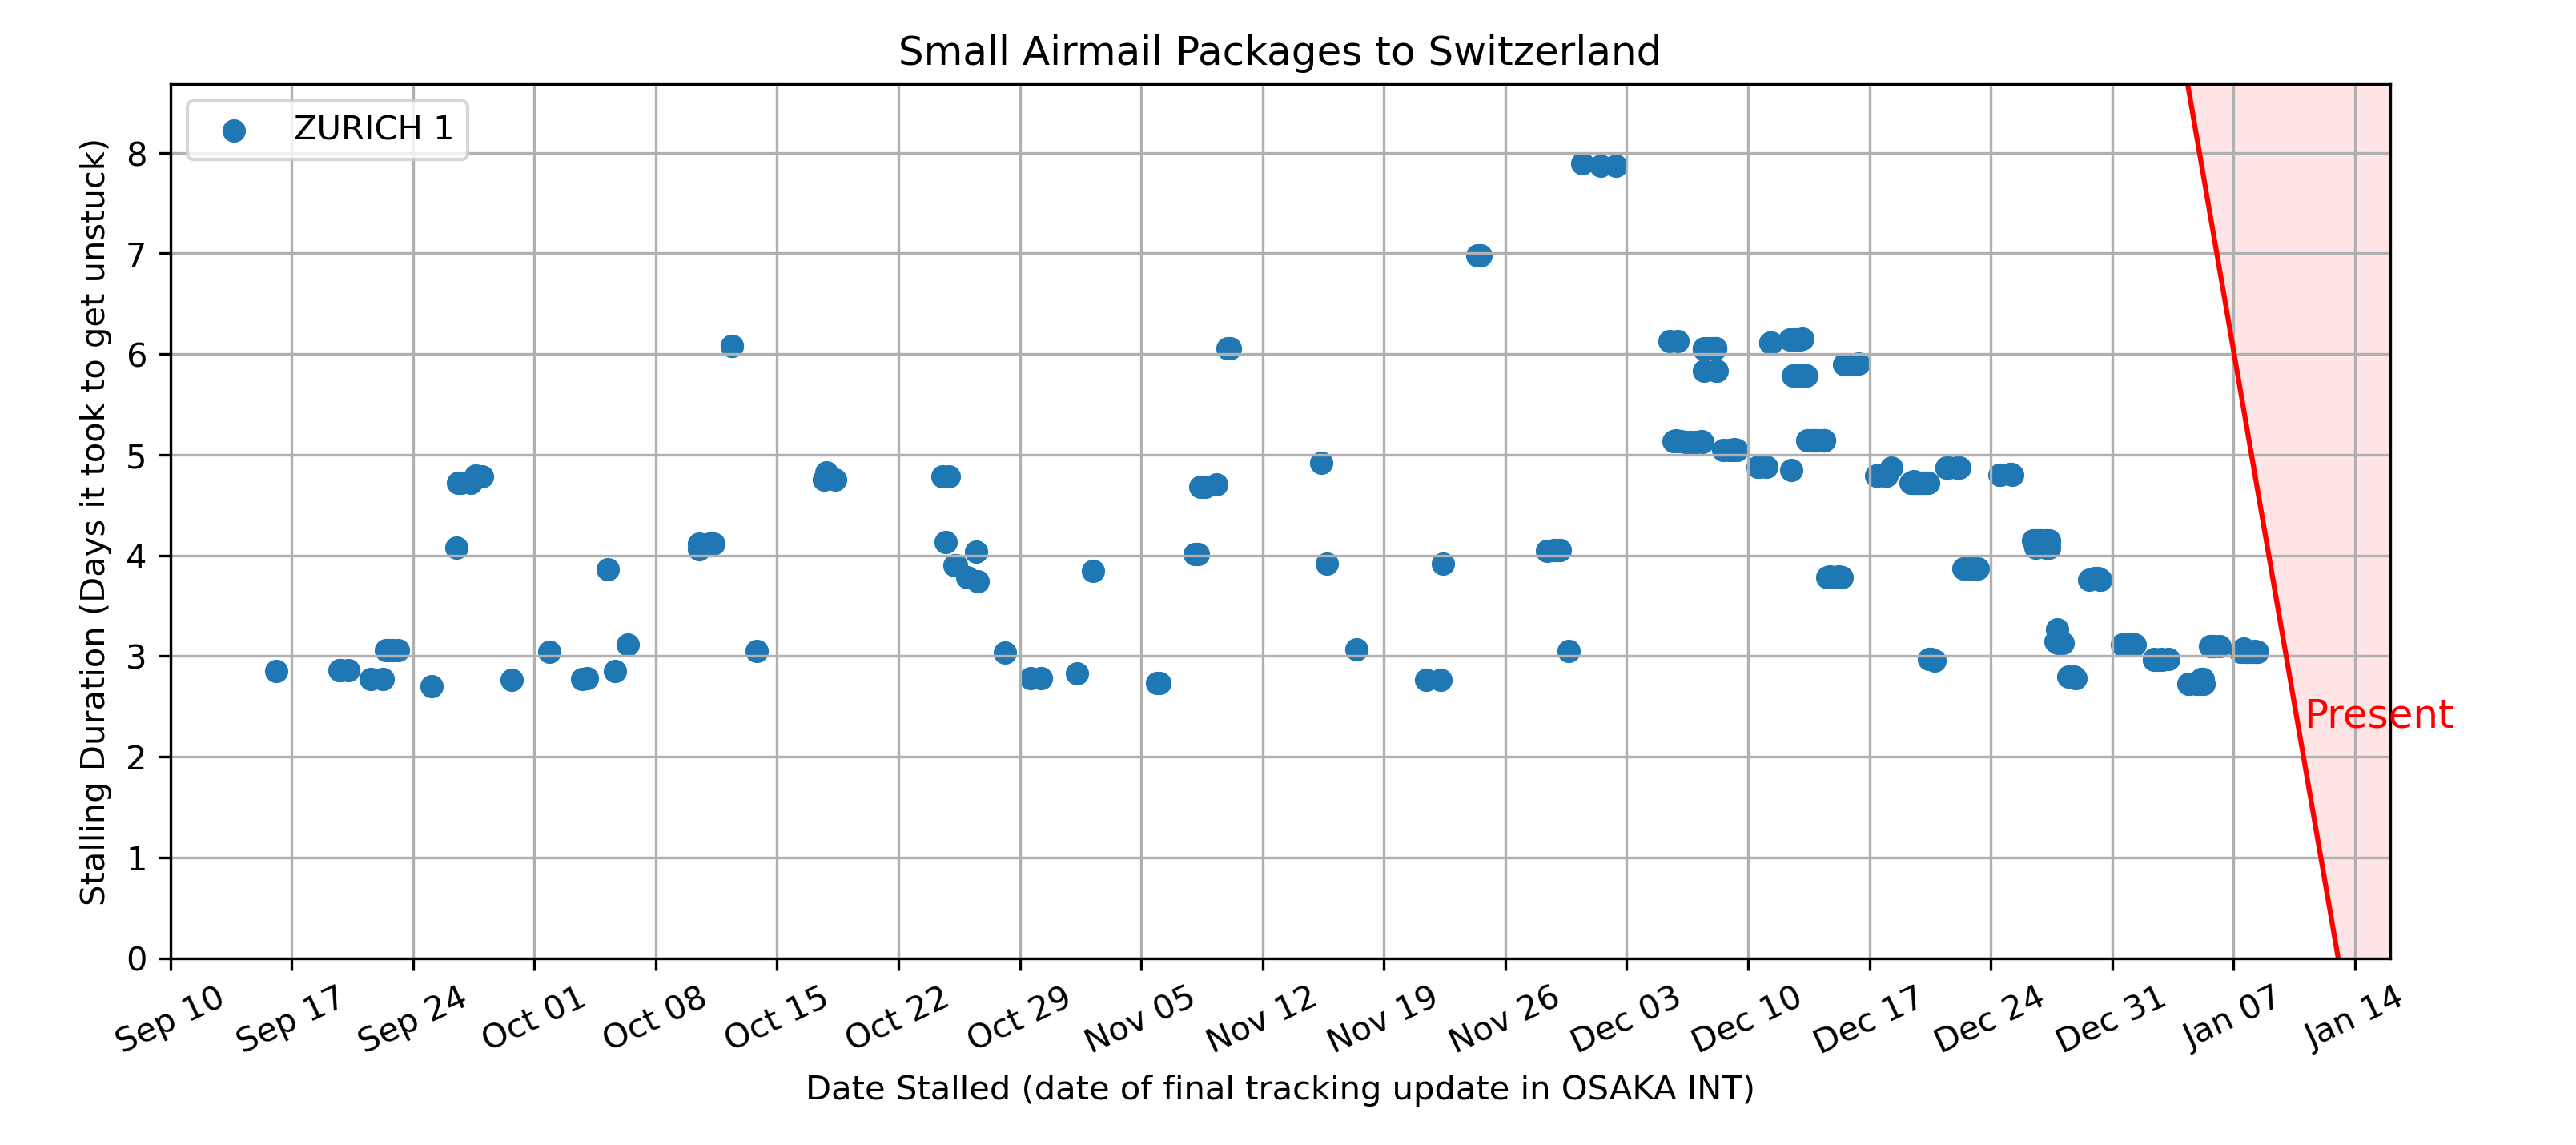 Small Airmail Packages to Switzerland
ZURICH 1
Stalling Duration (Days it took to get unstuck)
8
7
6
5
4
3
2
1
0
Present
Sep 10 Sep 17 Sep 24 Oct 01 Oct 08 Oct 15 Oct 22 Oct 29 Nov 05 Nov 12 Nov 19 Nov 26 Dec 03 Dec 10 Dec 17 Dec 24 Dec 31 Jan 07 Jan 14
Date Stalled (date of final tracking update in OSAKA INT)